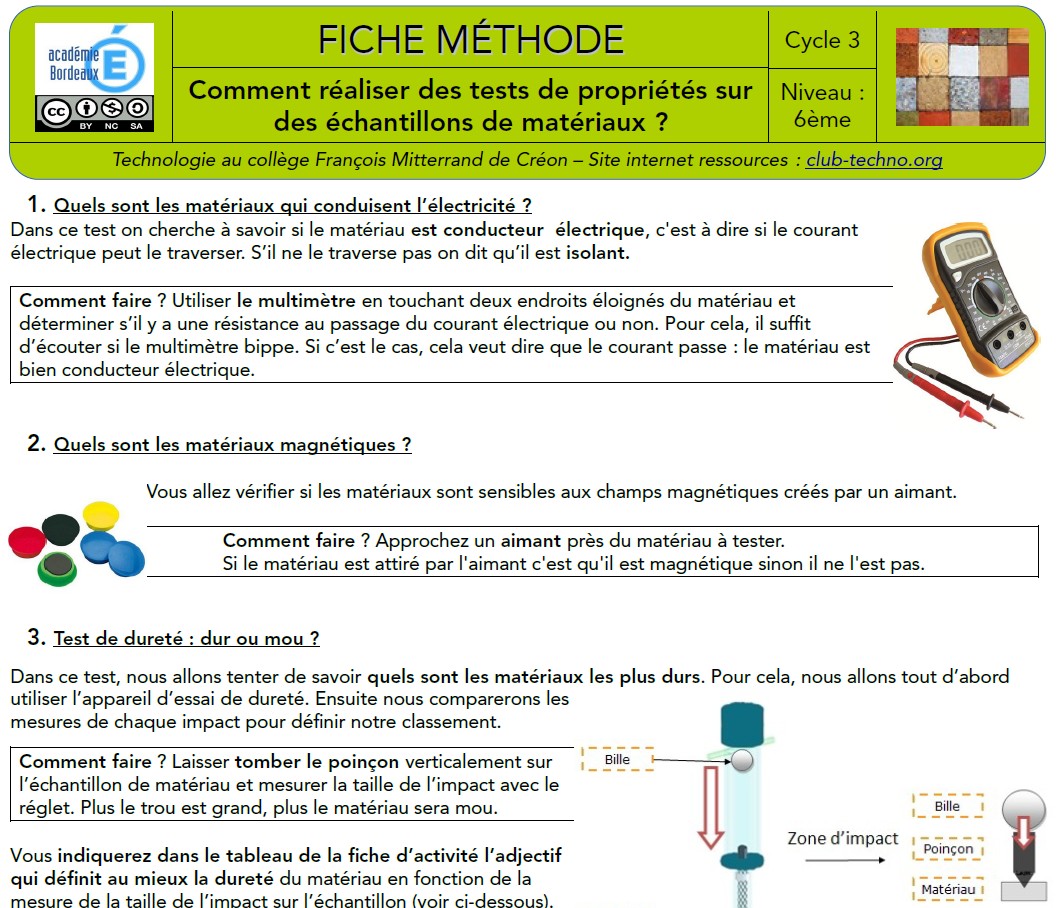 académie
Bordeaux
É
cc
BY NC SA
FICHE MÉTHODE
Comment réaliser des tests de propriétés sur
des échantillons de matériaux ?
Cycle 3
Niveau :
6ème
Technologie au collège François Mitterrand de Créon – Site internet ressources : club-techno.org
1. Quels sont les matériaux qui conduisent l’électricité ?
Dans ce test on cherche à savoir si le matériau est conducteur  électrique, c'est à dire si le courant
électrique peut le traverser. S’il ne le traverse pas on dit qu’il est isolant.
Comment faire ? Utiliser le multimètre en touchant deux endroits éloignés du matériau et
déterminer s’il y a une résistance au passage du courant électrique ou non. Pour cela, il suffit
d’écouter si le multimètre bippe. Si c’est le cas, cela veut dire que le courant passe : le matériau est
bien conducteur électrique.
2. Quels sont les matériaux magnétiques ?
Vous allez vérifier si les matériaux sont sensibles aux champs magnétiques créés par un aimant.
Comment faire ? Approchez un aimant près du matériau à tester.
Si le matériau est attiré par l'aimant c'est qu'il est magnétique sinon il ne l'est pas.
3. Test de dureté : dur ou mou ?
Dans ce test, nous allons tenter de savoir quels sont les matériaux les plus durs. Pour cela, nous allons tout d’abord
utiliser l’appareil d’essai de dureté. Ensuite nous comparerons les
mesures de chaque impact pour définir notre classement.
Comment faire ? Laisser tomber le poinçon verticalement sur
l’échantillon de matériau et mesurer la taille de l’impact avec le
réglet. Plus le trou est grand, plus le matériau sera mou.
Vous indiquerez dans le tableau de la fiche d’activité l’adjectif
qui définit au mieux la dureté du matériau en fonction de la
mesure de la taille de l’impact sur l’échantillon (voir ci-dessous).
Bille
Zone d’impact
Bille
Poinçon
Matériau